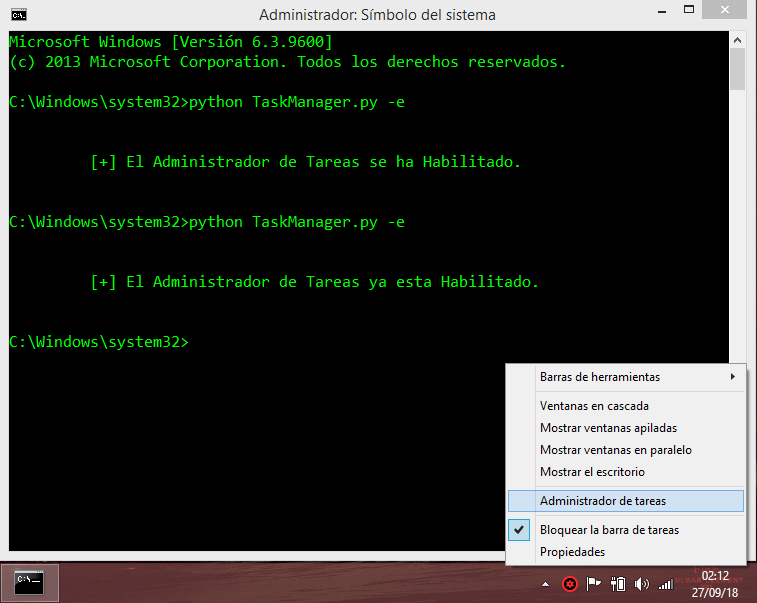 Administrador: Símbolo del sistema
Microsoft Windows [Versión 6.3.9600]
(c) 2013 Microsoft Corporation. Todos los derechos reservados.
C:\Windows\system32>python TaskManager.py -e
[+] El Administrador de Tareas se ha Habilitado.
C:\Windows\system32>python TaskManager.py -e
[+] El Administrador de Tareas ya esta Habilitado.
C:\Windows\system32>
Barras de herramientas
Ventanas en cascada
Mostrar ventanas apiladas
Mostrar ventanas en paralelo
Mostrar el escritorio
Administrador de tareas
Bloquear la barra de tareas
Propiedades
02:12
27/09/18